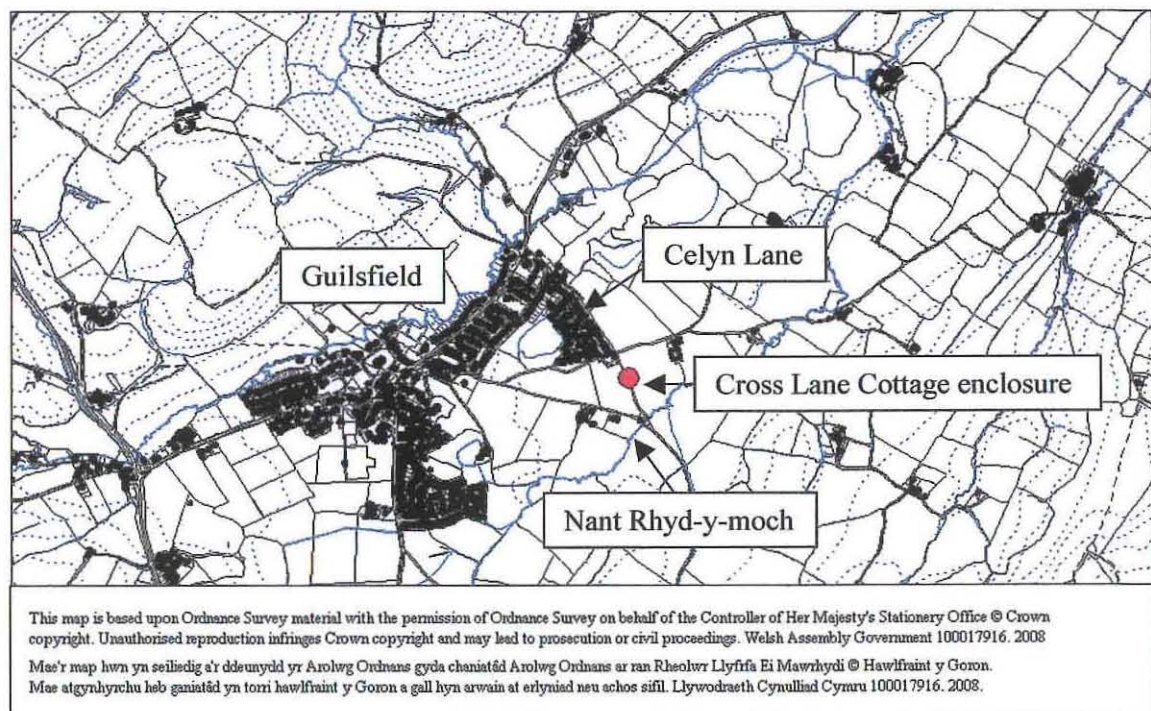 Guilsfield
Celyn Lane
Cross Lane Cottage enclosure
Nant Rhyd-y-moch
This map is based upon Ordnance Survey material with the permission of Ordnance Survey on behalf of the Controller of Her Majesty's Stationery Office © Crown
copyright. Unauthorised reproduction infringes Crown copyright and may lead to prosecution or civil proceedings. Welsh Assembly Government 100017916. 2008
Mae'r map hwn yn seiliedig a'r ddeunydd yr Arolwg Ordnans gyda chaniatâd Arolwg Ordnans ar ran Rheolwr Llyfrfa Ei Mawrhydi © Hawlfraint y Goron.
Mae atgynhyrchu heb ganiatâd yn torri hawlfraint y Goron a gall hyn arwain at erlyniad neu achos sifil. Llywodraeth Cynulliad Cymru 100017916. 2008.